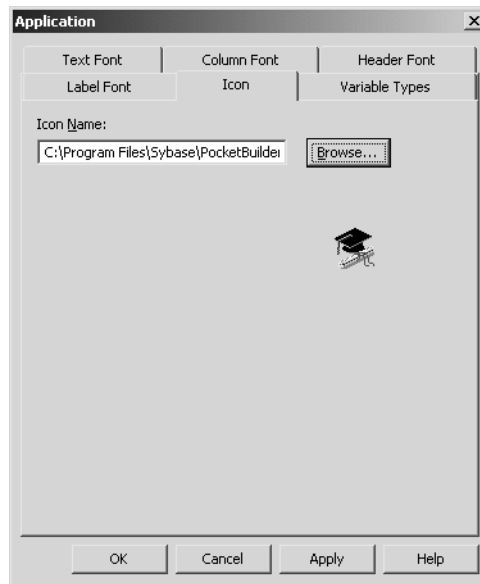 Application
Text Font Column Font Header Font
Label Font Icon Variable Types
Icon Name:
C:\Program Files\Sybase\PocketBuilder Browse...
OK Cancel Apply Help